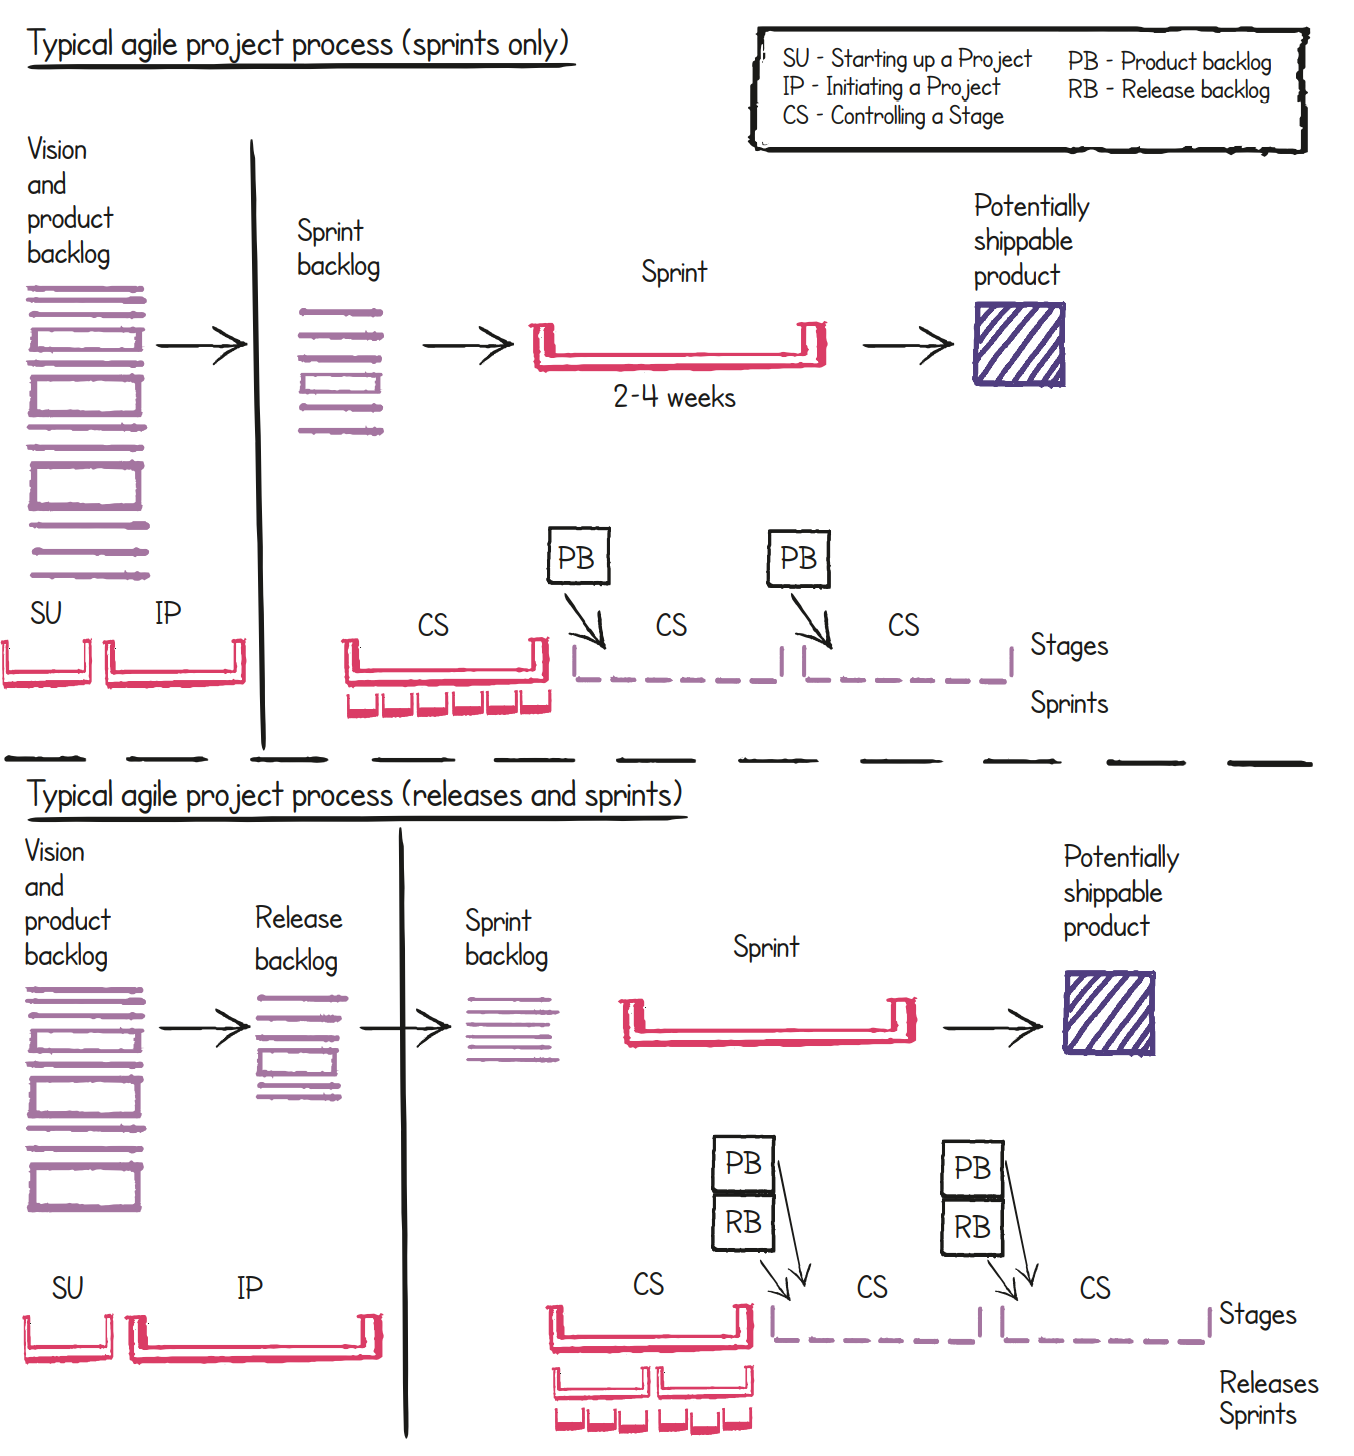 Typical agile project process (sprints only)
SU - Starting up a Project
IP - Initiating a Project
CS - Controlling a Stage
PB - Product backlog
RB - Release backlog
Vision
and
product
backlog
Sprint
backlog
Sprint
2-4 weeks
Potentially
shippable
product
PB
PB
SU
IP
CS
CS
CS
Stages
Sprints
Typical agile project process (releases and sprints)
Vision
and
product
backlog
Release
backlog
Sprint
backlog
Sprint
Potentially
shippable
product
PB
RB
PB
RB
SU
IP
CS
CS
CS
Stages
Releases
Sprints